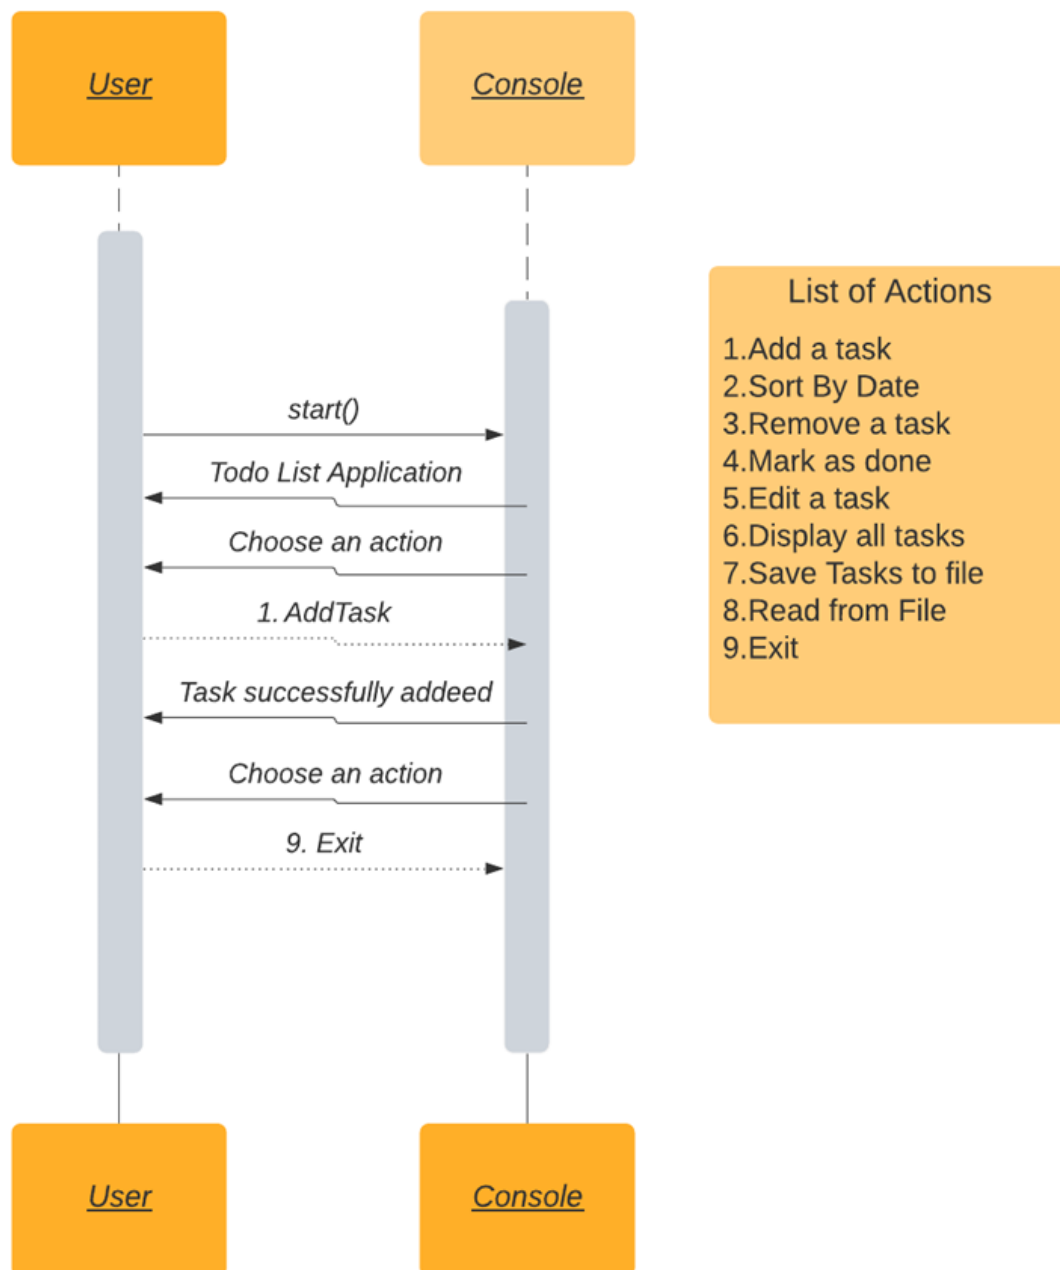 User
Console
List of Actions
1.Add a task
2.Sort By Date
3.Remove a task
4.Mark as done
5.Edit a task
6.Display all tasks
7.Save Tasks to file
8.Read from File
9.Exit
start()
Todo List Application
Choose an action
1. AddTask
Task successfully addeed
Choose an action
9. Exit
User
Console